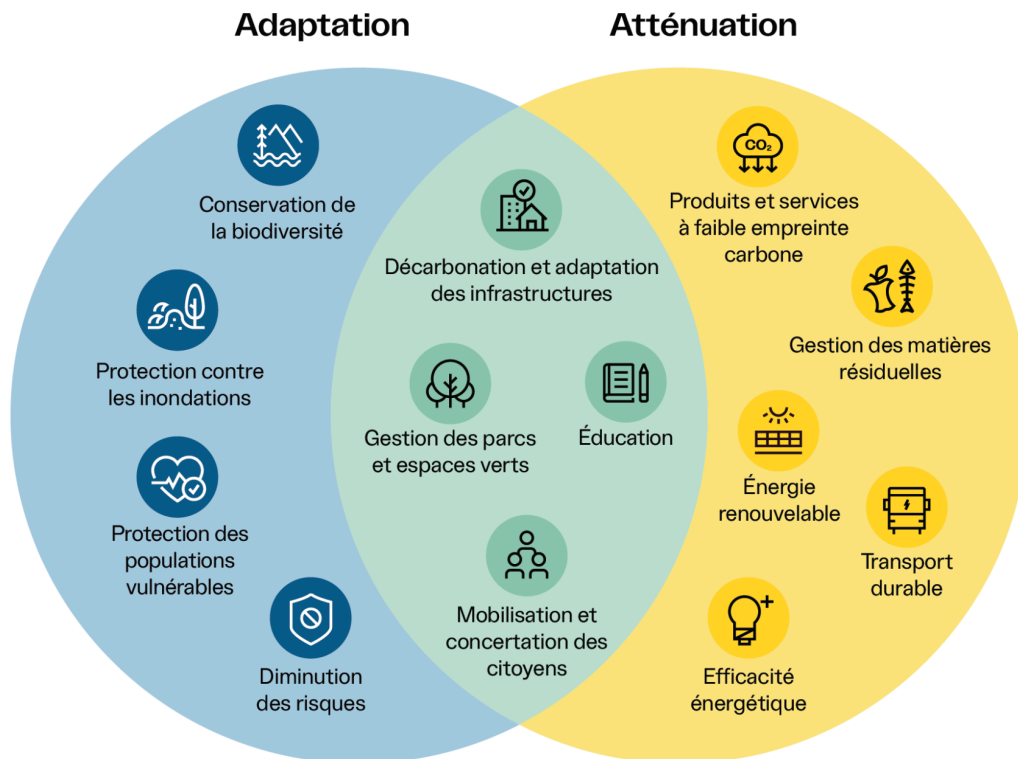 Adaptation
Atténuation
Conservation de
la biodiversité
Protection contre
les inondations
Protection des
populations
vulnérables
Diminution
des risques
Décarbonation et adaptation
des infrastructures
Gestion des parcs
et espaces verts
Éducation
Mobilisation et
concertation des
citoyens
CO₂
Produits et services
à faible empreinte
carbone
Gestion des matières
résiduelles
Énergie
renouvelable
Transport
durable
Efficacité
énergétique